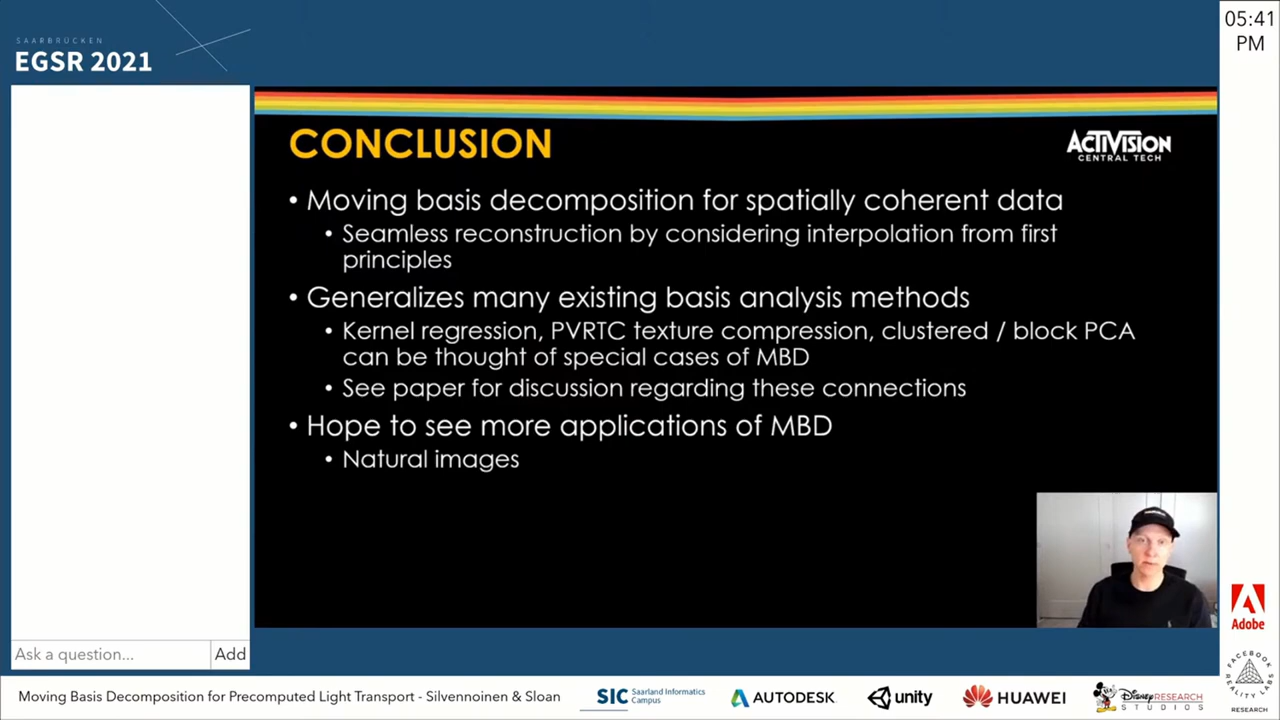 05:41
PM
SAARBRÜCKEN
EGSR 2021
CONCLUSION
ACTIVISION
CENTRAL TECH
• Moving basis decomposition for spatially coherent data
• Seamless reconstruction by considering interpolation from first
principles
• Generalizes many existing basis analysis methods
• Kernel regression, PVRTC texture compression, clustered / block PCA
can be thought of special cases of MBD
• See paper for discussion regarding these connections
• Hope to see more applications of MBD
• Natural images
Ask a question... Add
Adobe
FACEBOOK
REALITY LABS
RESEARCH
Moving Basis Decomposition for Precomputed Light Transport - Silvennoinen & Sloan
SIC Saarland Informatics
Campus
AUTODESK
unity
HUAWEI
Disney RESEARCH
STUDIOS